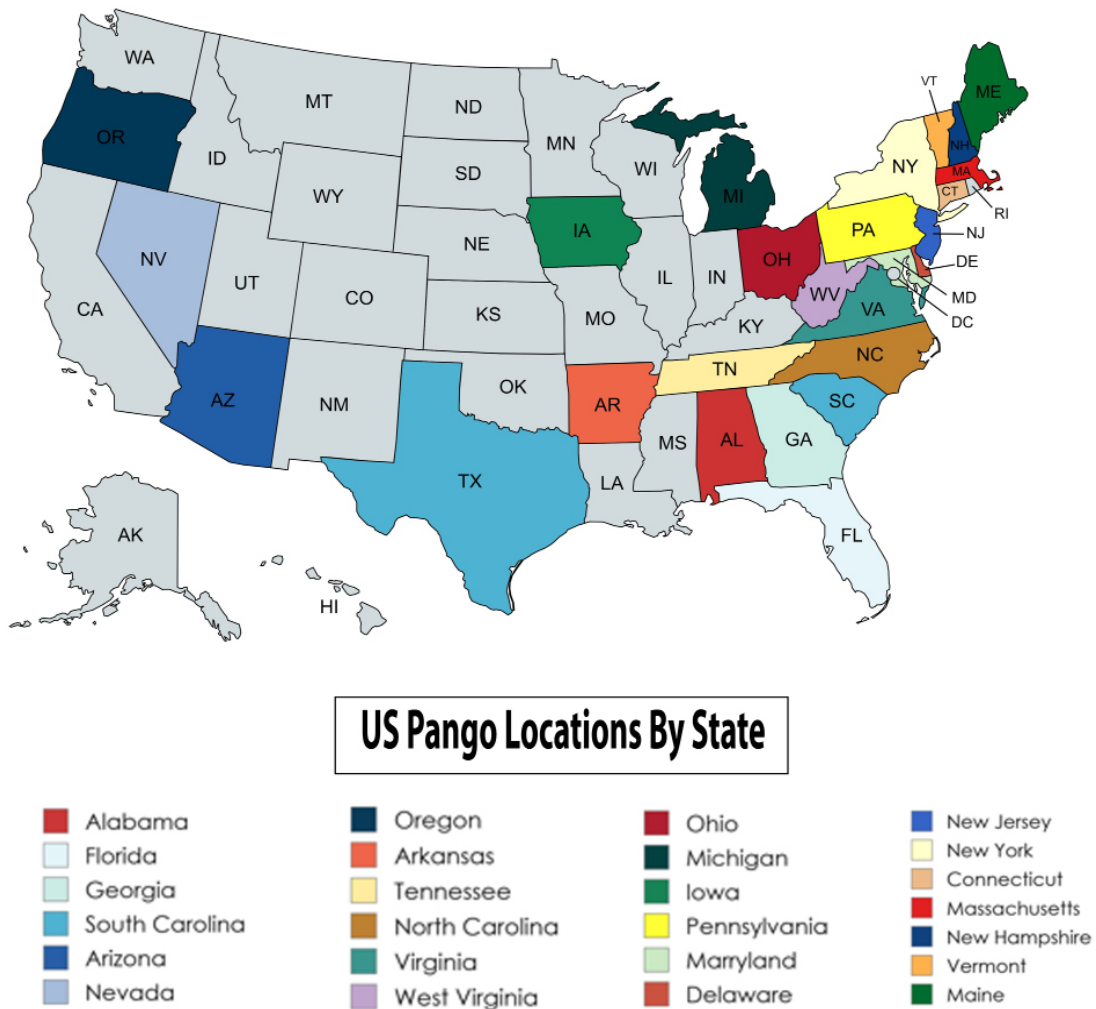 WA
MT
ND
MN
OR
ID
SD
WI
WY
MI
VT
ME
NH
NY
MA
CT
RI
IA
NE
PA
NJ
NV
UT
CO
IL
IN
OH
DE
MD
DC
CA
KS
MO
WV
VA
KY
AZ
NM
OK
AR
TN
NC
SC
TX
LA
MS
AL
GA
FL
AK
HI
US Pango Locations By State
Alabama
Florida
Georgia
South Carolina
Arizona
Nevada
Oregon
Arkansas
Tennessee
North Carolina
Virginia
West Virginia
Ohio
Michigan
Iowa
Pennsylvania
Marryland
Delaware
New Jersey
New York
Connecticut
Massachusetts
New Hampshire
Vermont
Maine